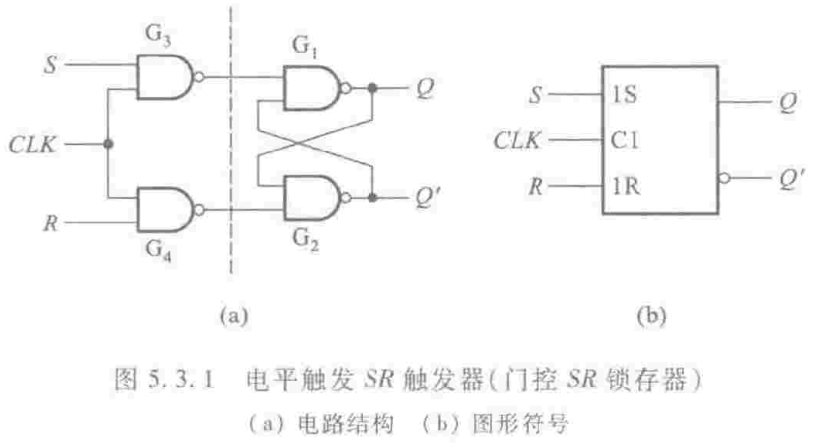 G₃
G₁
S
Q
CLK
R
Q′
G₄
G₂
S
1S
Q
CLK
C1
R
1R
Q′
(a)
(b)
图 5.3.1 电平触发 SR 触发器(门控 SR 锁存器)
(a) 电路结构 (b) 图形符号